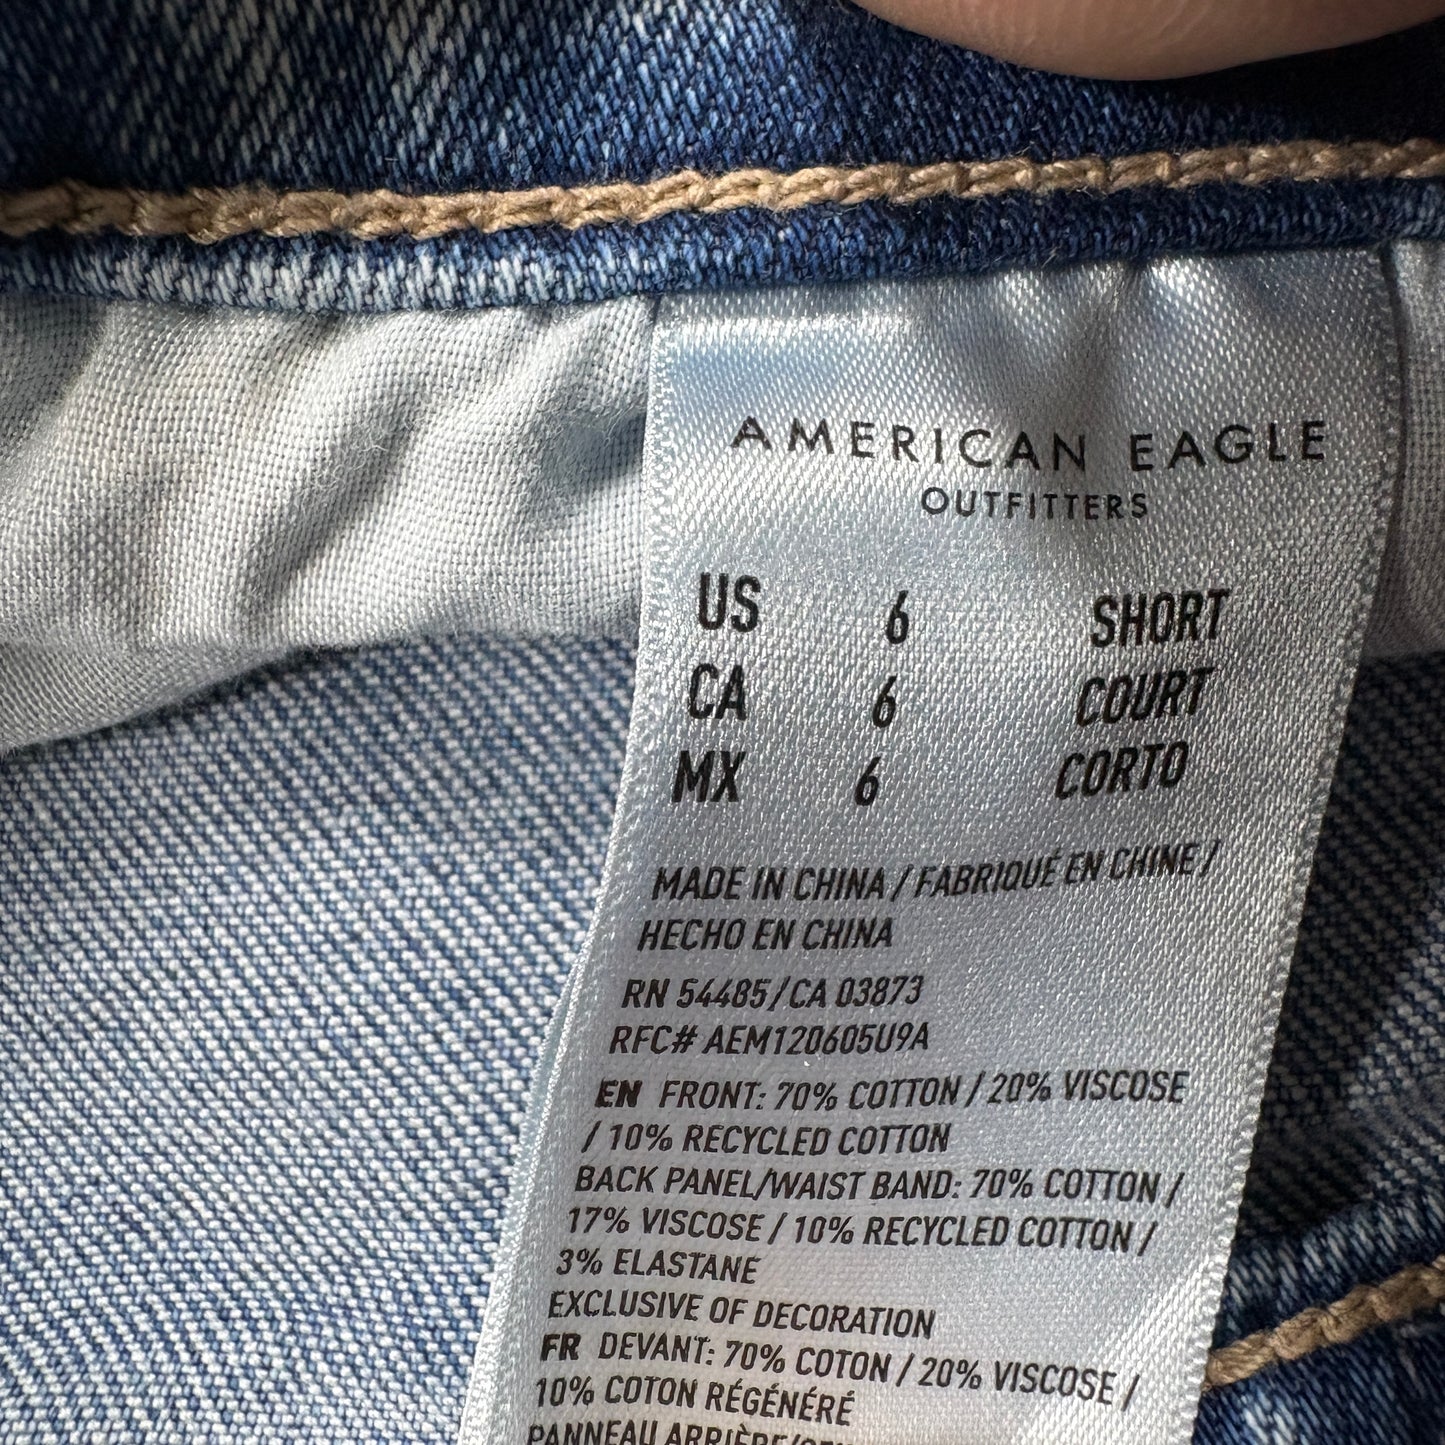 AMERICAN EAGLE
OUTFITTERS
US 6 SHORT
CA 6 COURT
MX 6 CORTO
MADE IN CHINA / FABRIQUÉ EN CHINE /
HECHO EN CHINA
RN 54485/CA 03873
RFC# AEM120605U9A
EN FRONT: 70% COTTON / 20% VISCOSE
/ 10% RECYCLED COTTON
BACK PANEL/WAIST BAND: 70% COTTON /
17% VISCOSE / 10% RECYCLED COTTON /
3% ELASTANE
EXCLUSIVE OF DECORATION
FR DEVANT: 70% COTON / 20% VISCOSE /
10% COTON RÉGÉNÉRÉ
PANNEAU ARRIÈRE/